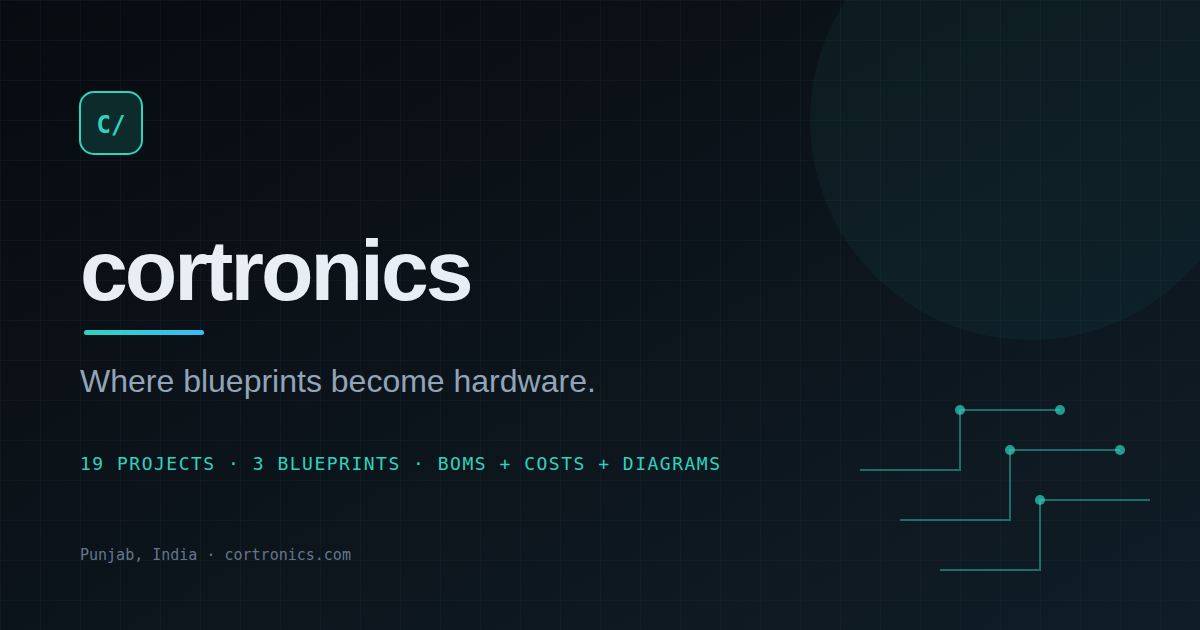 C/
cortronics
Where blueprints become hardware.
19 PROJECTS · 3 BLUEPRINTS · BOMS + COSTS + DIAGRAMS
Punjab, India · cortronics.com